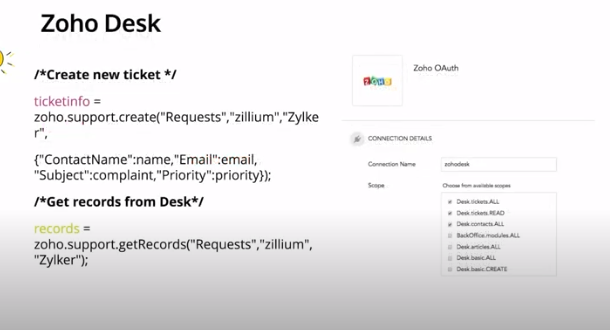 Zoho Desk
/*Create new ticket */
ticketinfo =
zoho.support.create("Requests","zillium","Zylke
r",
{"ContactName":name,"Email":email,
"Subject":complaint,"Priority":priority});
/*Get records from Desk*/
records =
zoho.support.getRecords("Requests","zillium",
"Zylker");
ZOHO
Zoho OAuth
CONNECTION DETAILS
Connection Name
zohodesk
Scope
Choose from available scopes
Desk.tickets.ALL
Desk.tickets.READ
Desk.contacts.ALL
BackOffice.modules.ALL
Desk.articles.ALL
Desk.basic.ALL
Desk.basic.CREATE